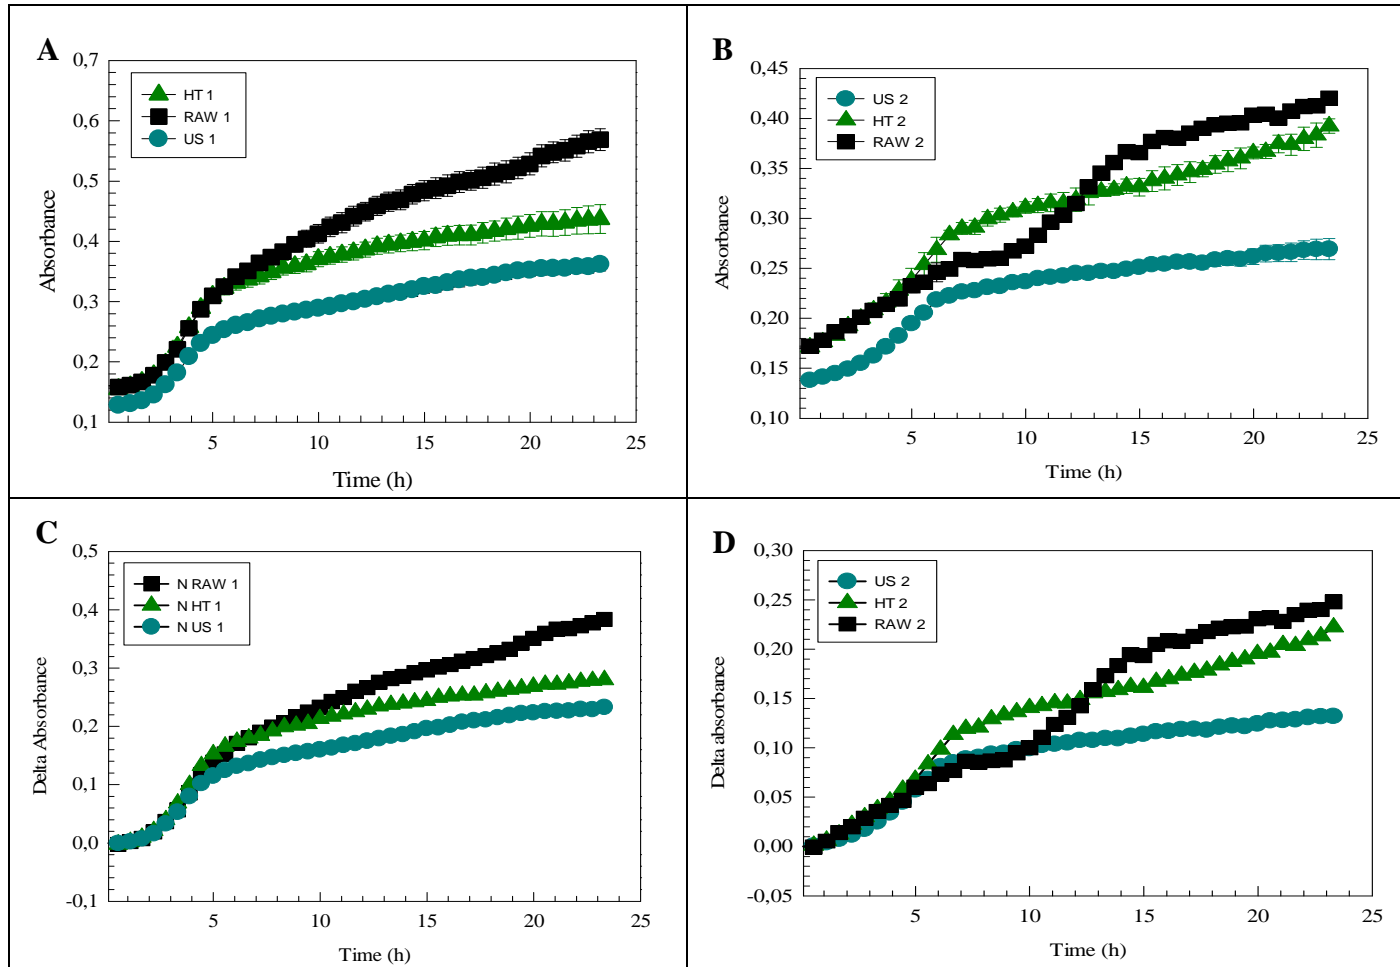 A
0,7
0,6
0,5
0,4
0,3
0,2
0,1
HT 1
RAW 1
US 1
Absorbance
5
10
15
20
25
Time (h)
B
0,45
0,40
0,35
0,30
0,25
0,20
0,15
0,10
US 2
HT 2
RAW 2
Absorbance
5
10
15
20
25
Time (h)
C
0,5
0,4
0,3
0,2
0,1
0,0
-0,1
N RAW 1
N HT 1
N US 1
Delta Absorbance
5
10
15
20
25
Time (h)
D
0,30
0,25
0,20
0,15
0,10
0,05
0,00
-0,05
US 2
HT 2
RAW 2
Delta absorbance
5
10
15
20
25
Time (h)